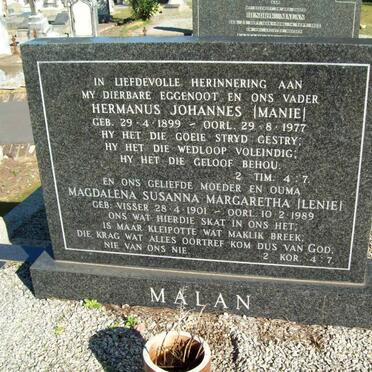 HENDRIK MALAN
IN LIEFDEVOLLE HERINNERING AAN
MY DIERBARE EGGENOOT EN ONS VADER
HERMANUS JOHANNES |MANIE|
GEB. 29-4-1899 - OORL. 29-8-1977
HY HET DIE GOEIE STRYD GESTRY,
HY HET DIE WEDLOOP VOLEINDIG,
HY HET DIE GELOOF BEHOU.
2 TIM. 4:7
EN ONS GELIEFDE MOEDER EN OUMA
MAGDALENA SUSANNA MARGARETHA |LENIE|
GEB. VISSER 28-4-1901 - OORL. 10-2-1989
ONS WAT HIERDIE SKAT IN ONS HET,
IS MAAR KLEIPOTTE WAT MAKLIK BREEK,
DIE KRAG WAT ALLES OORTREF KOM DUS VAN GOD,
NIE VAN ONS NIE.
2 KOR. 4:7.
MALAN